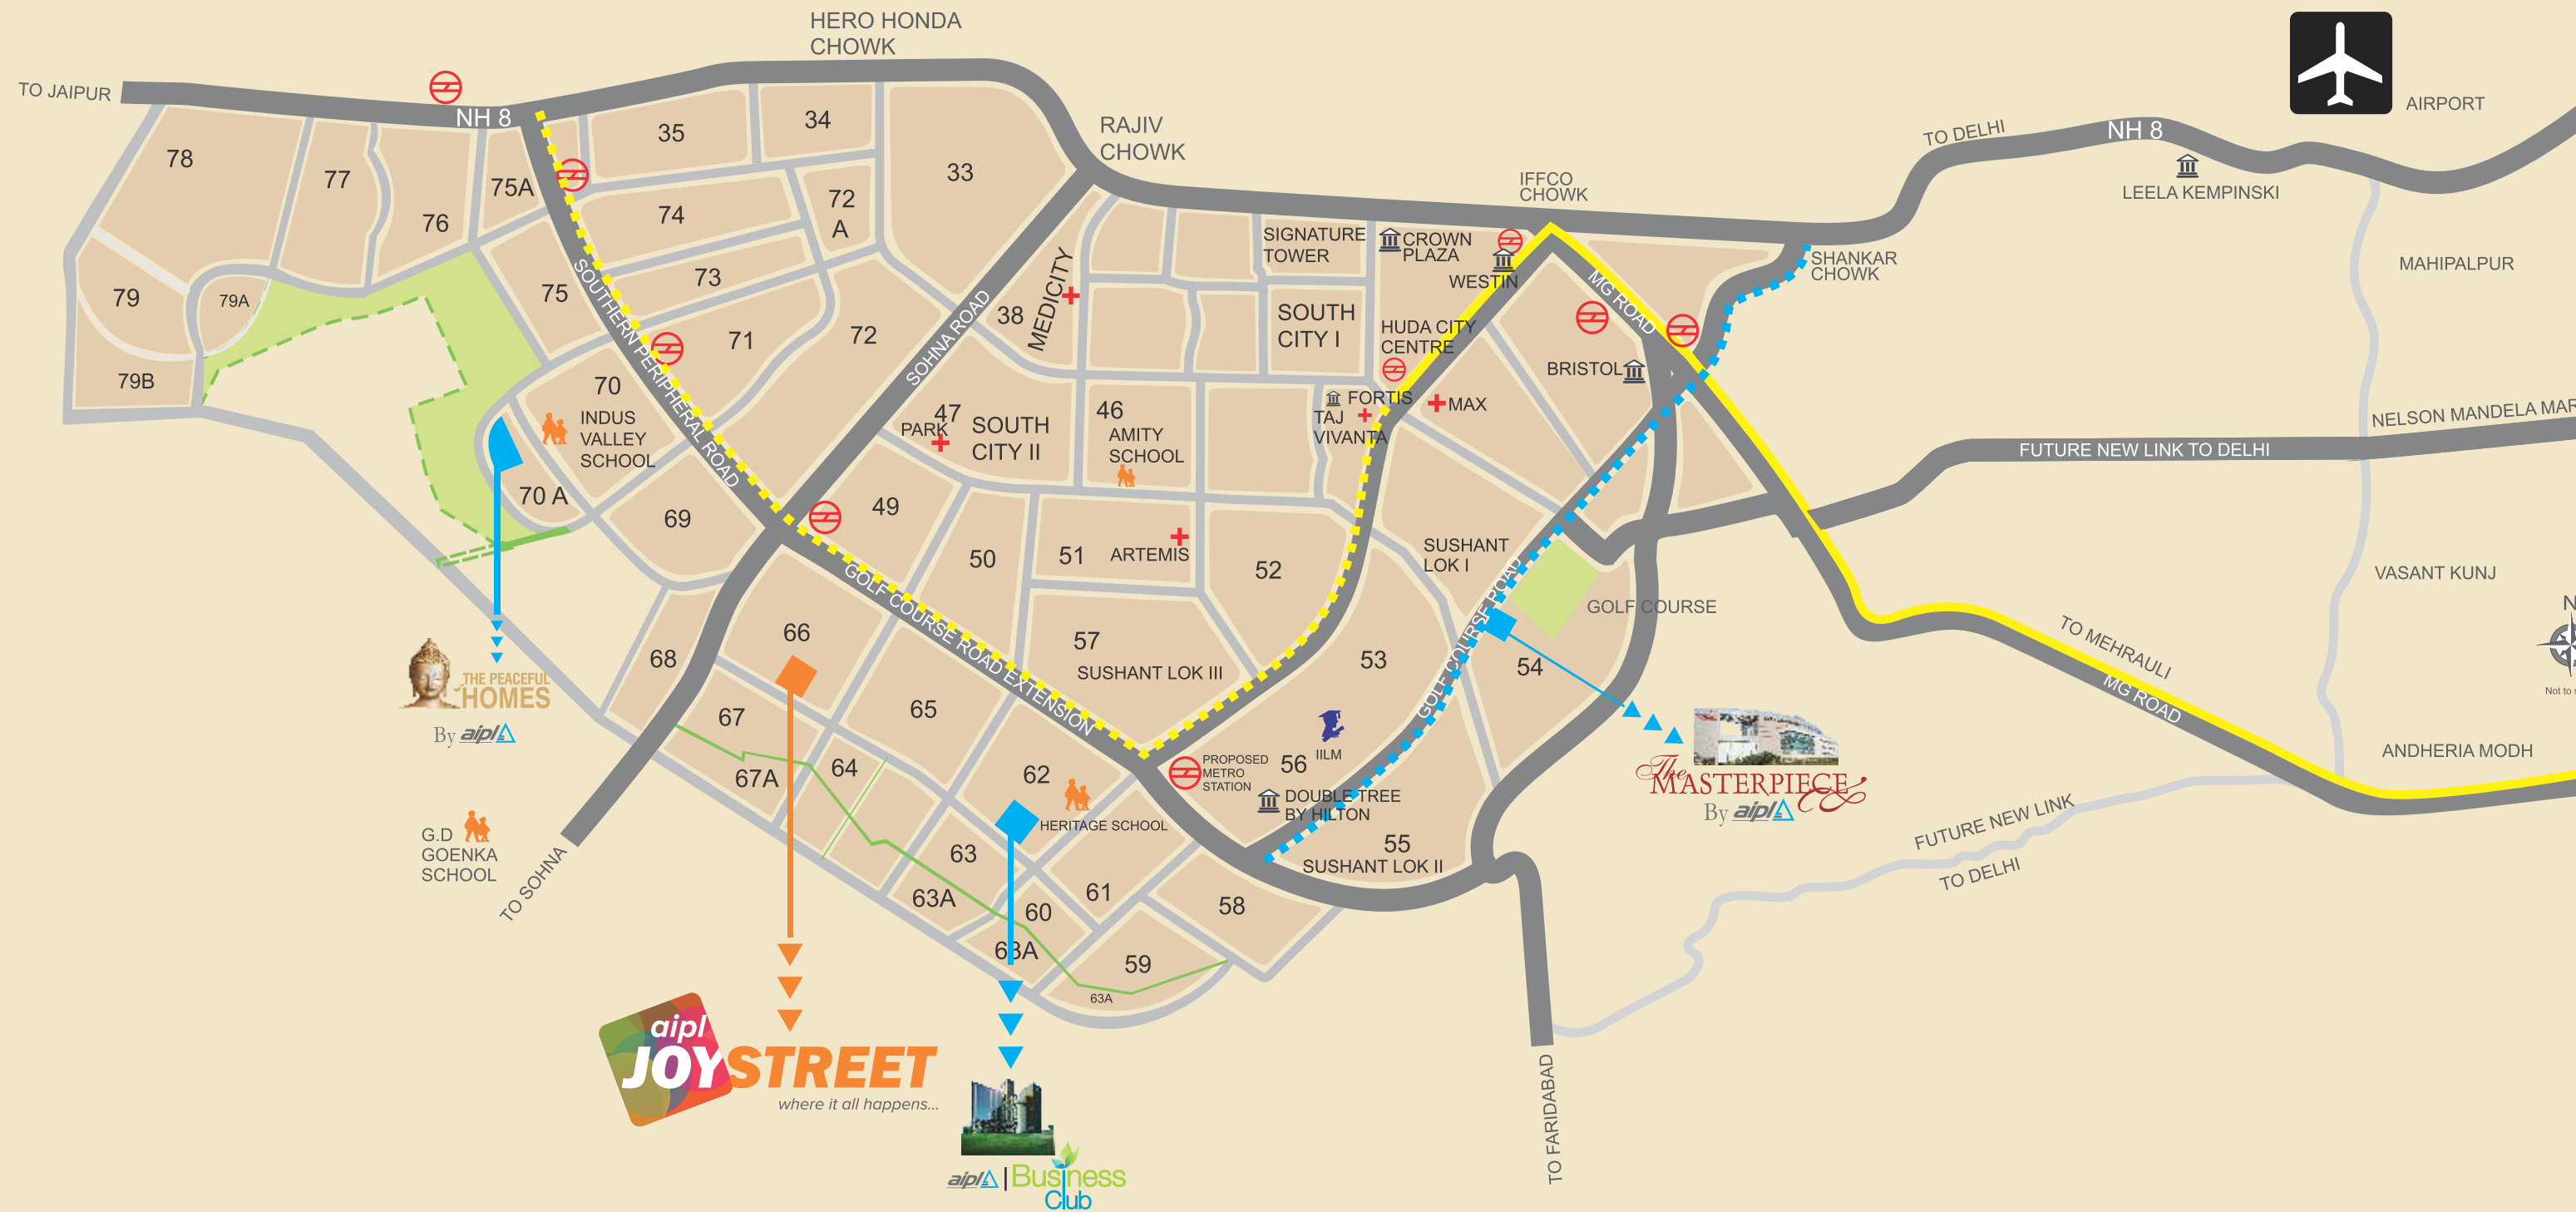 HERO HONDA
CHOWK
TO JAIPUR
NH 8
AIRPORT
RAJIV
CHOWK
TO DELHI
NH 8
LEELA KEMPINSKI
IFFCO
CHOWK
78
77
76
75A
35
34
33
74
72
A
73
75
79
79A
79B
71
72
70
INDUS
VALLEY
SCHOOL
70 A
69
SOUTHERN PERIPHERAL ROAD
SOHNA ROAD
38
MEDICITY
SIGNATURE
TOWER
CROWN
PLAZA
WESTIN
SOUTH
CITY I
HUDA CITY
CENTRE
MG ROAD
BRISTOL
SHANKAR
CHOWK
MAHIPALPUR
FORTIS
TAJ
VIVANTA
MAX
47
PARK
SOUTH
CITY II
46
AMITY
SCHOOL
NELSON MANDELA MAR
FUTURE NEW LINK TO DELHI
49
50
51
ARTEMIS
52
SUSHANT
LOK I
GOLF COURSE ROAD
GOLF COURSE
VASANT KUNJ
N
Not to s
GOLF COURSE ROAD EXTENSION
57
SUSHANT LOK III
53
54
GOLF COURSE ROAD
TO MEHRAULI
MG ROAD
ANDHERIA MODH
66
65
68
67
67A
64
62
HERITAGE SCHOOL
63
63A
61
60
63A
59
63A
58
PROPOSED
METRO
STATION
56
IILM
DOUBLE TREE
BY HILTON
55
SUSHANT LOK II
THE PEACEFUL
HOMES
By aipl
G.D
GOENKA
SCHOOL
TO SOHNA
The
MASTERPIECE
By aipl
FUTURE NEW LINK
TO DELHI
TO FARIDABAD
aipl
JOYSTREET
where it all happens...
aipl | Business
Club